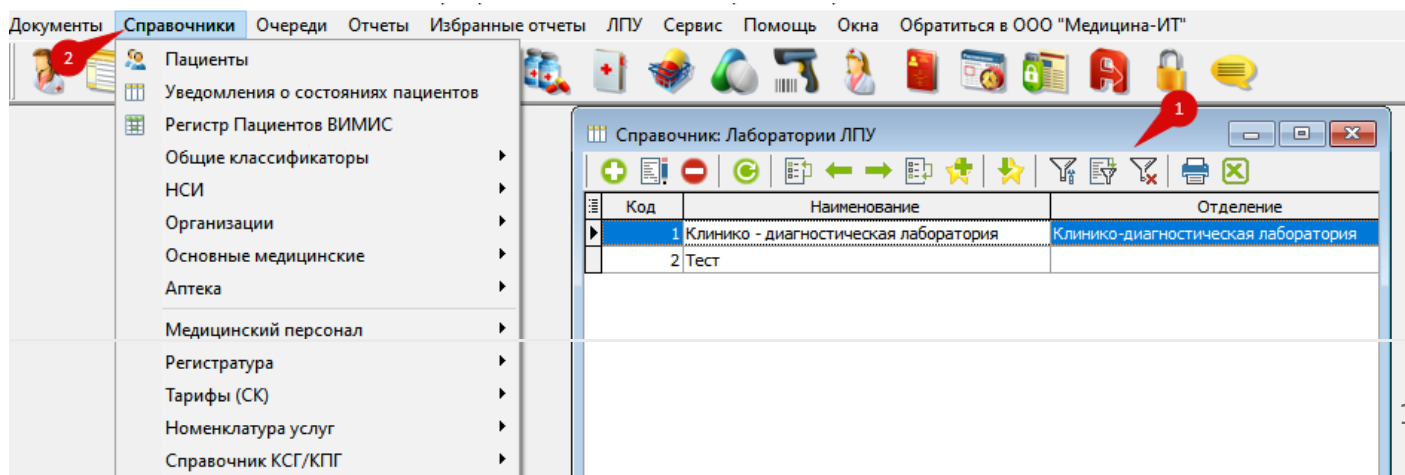 Документы Справочники Очереди Отчеты Избранные отчеты ЛПУ Сервис Помощь Окна Обратиться в ООО "Медицина-ИТ"
2
Пациенты
Уведомления о состояниях пациентов
Регистр Пациентов ВИМИС
Общие классификаторы
НСИ
Организации
Основные медицинские
Аптека
Медицинский персонал
Регистратура
Тарифы (СК)
Номенклатура услуг
Справочник КСГ/КПГ
1
Справочник: Лаборатории ЛПУ
Код Наименование Отделение
1 Клинико - диагностическая лаборатория Клинико-диагностическая лаборатория
2 Тест